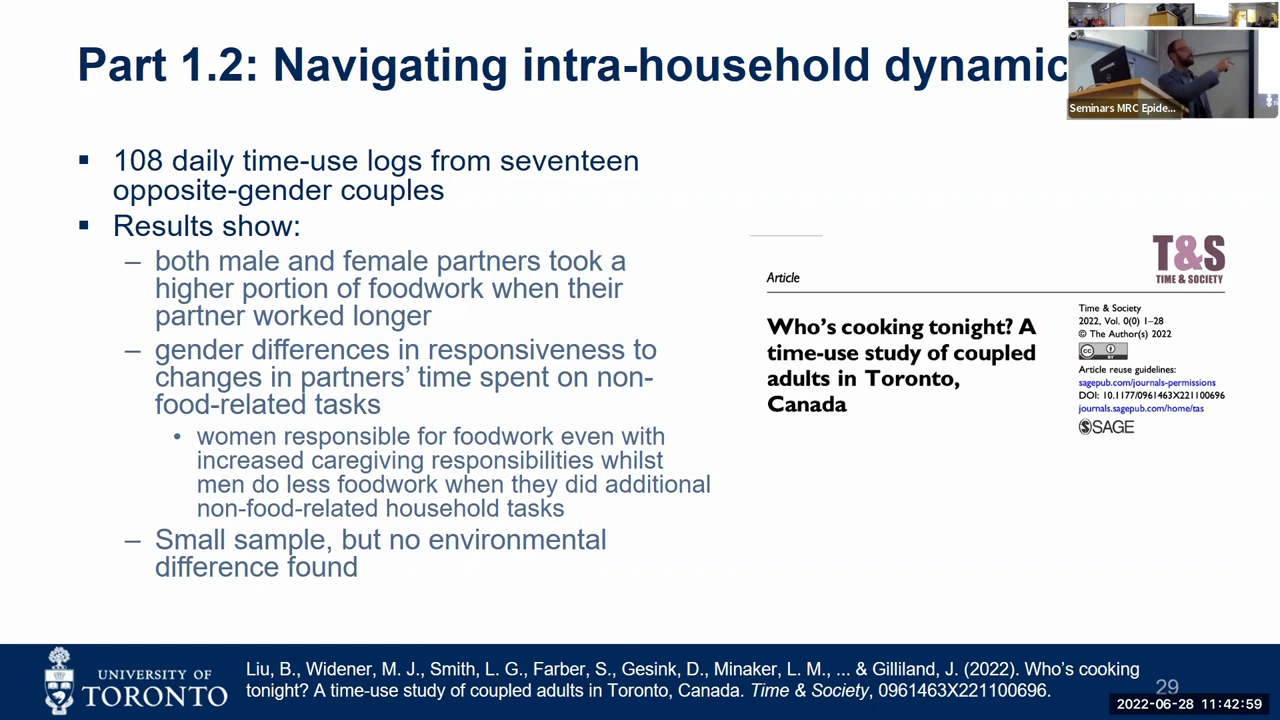 Part 1.2: Navigating intra-household dynamic
Seminars MRC Epide...
▪ 108 daily time-use logs from seventeen
opposite-gender couples
▪ Results show:
– both male and female partners took a
higher portion of foodwork when their
partner worked longer
– gender differences in responsiveness to
changes in partners' time spent on non-
food-related tasks
• women responsible for foodwork even with
increased caregiving responsibilities whilst
men do less foodwork when they did additional
non-food-related household tasks
– Small sample, but no environmental
difference found
T&S
TIME & SOCIETY
Article
Who's cooking tonight? A
time-use study of coupled
adults in Toronto,
Canada
Time & Society
2022, Vol. 0(0) 1–28
© The Author(s) 2022
CC BY
Article reuse guidelines:
sagepub.com/journals-permissions
DOI: 10.1177/0961463X221100696
journals.sagepub.com/home/tas
SAGE
UNIVERSITY OF
TORONTO
Liu, B., Widener, M. J., Smith, L. G., Farber, S., Gesink, D., Minaker, L. M., ... & Gilliland, J. (2022). Who's cooking
tonight? A time-use study of coupled adults in Toronto, Canada. Time & Society, 0961463X221100696.
29
2022-06-28 11:42:59